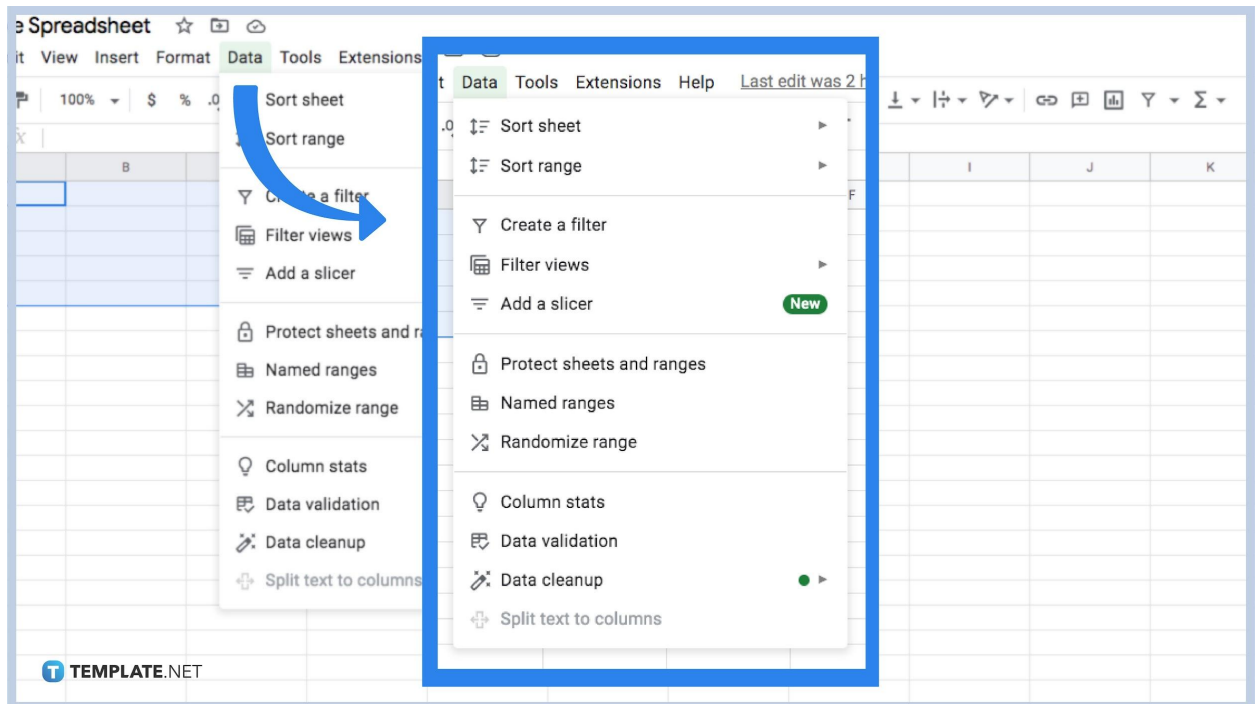 e Spreadsheet
it View Insert Format Data Tools Extensions
100% $ % .0
fx
B
Sort sheet
Sort range
Create a filter
Filter views
Add a slicer
Protect sheets and ra
Named ranges
Randomize range
Column stats
Data validation
Data cleanup
Split text to columns
t Data Tools Extensions Help Last edit was 2 h
.0
Sort sheet
Sort range
F
Create a filter
Filter views
Add a slicer New
Protect sheets and ranges
Named ranges
Randomize range
Column stats
Data validation
Data cleanup
Split text to columns
I J K
T TEMPLATE.NET